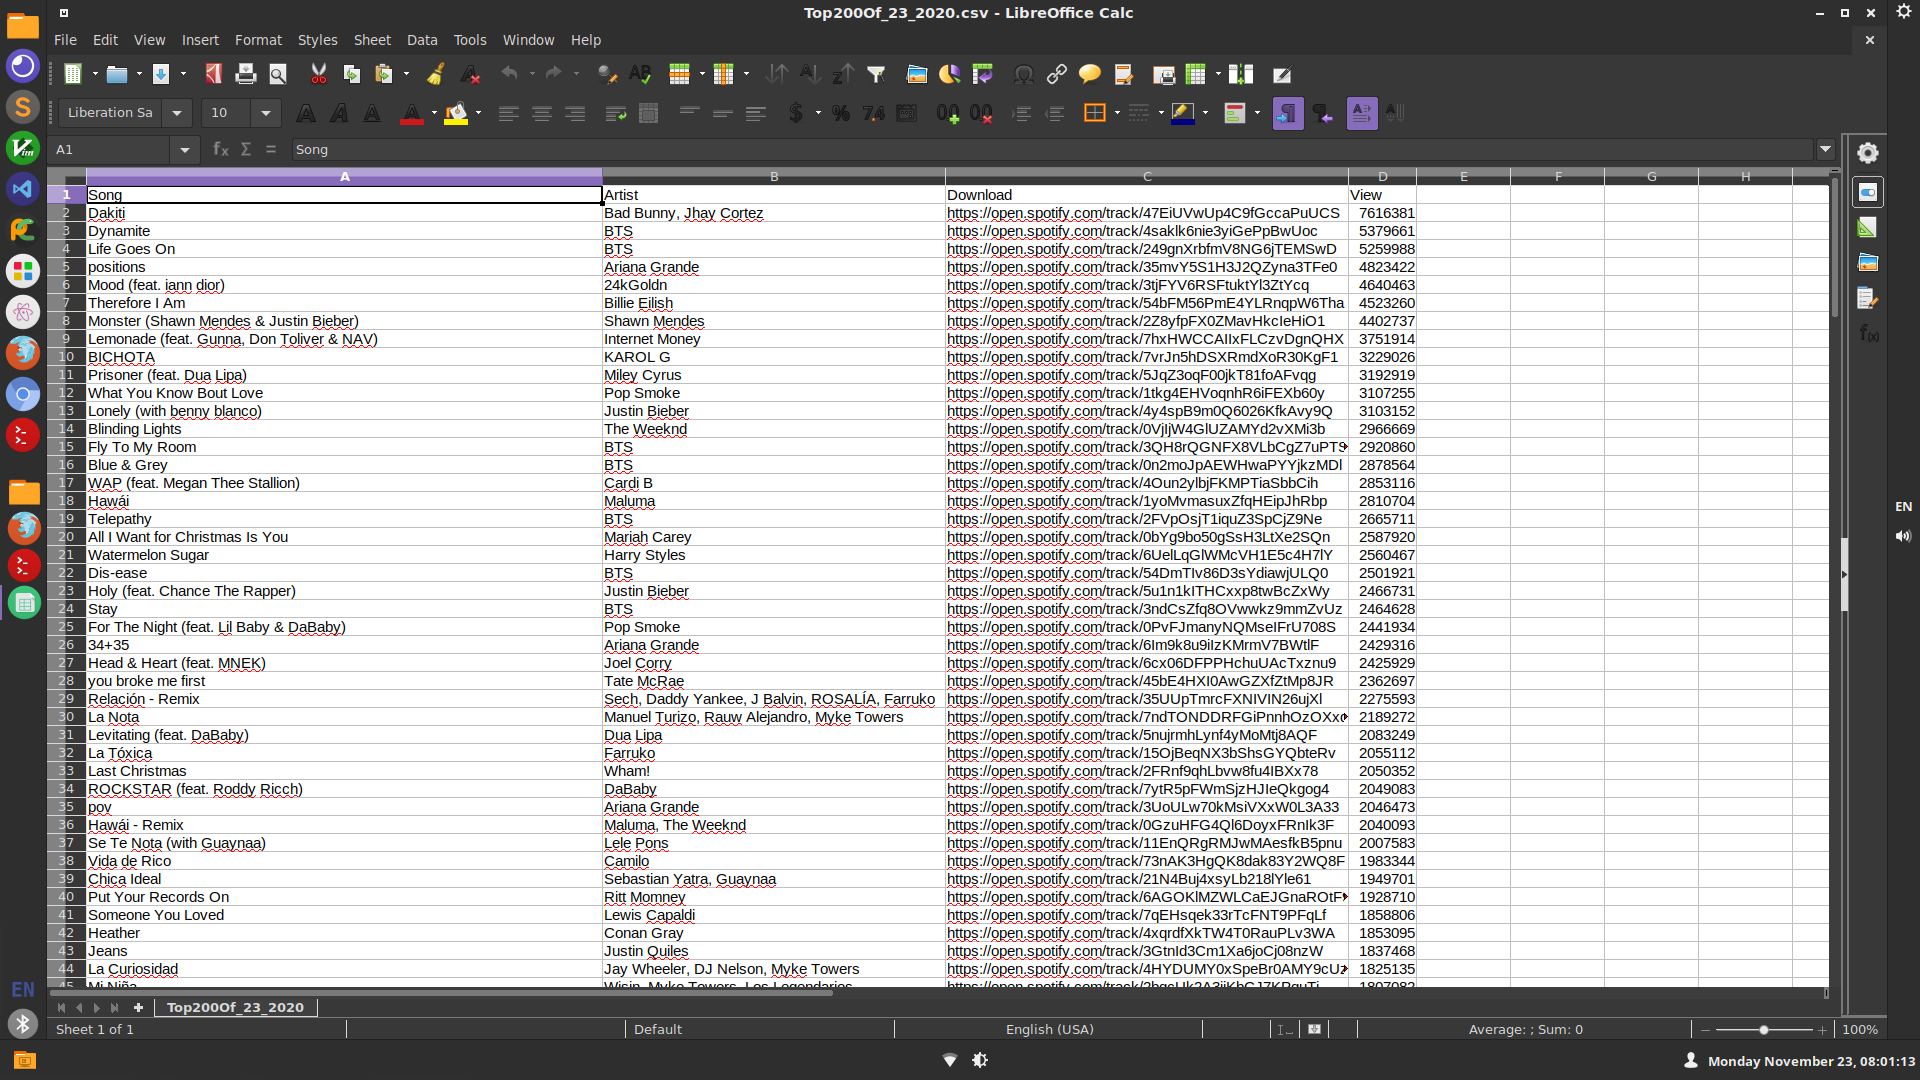 Top200Of_23_2020.csv - LibreOffice Calc
File Edit View Insert Format Styles Sheet Data Tools Window Help
Liberation Sa 10
A1 Song
A B C D E F G H
1 Song Artist Download View
2 Dakiti Bad Bunny, Jhay Cortez https://open.spotify.com/track/47EiUVwUp4C9fGccaPuUCS 7616381
3 Dynamite BTS https://open.spotify.com/track/4saklk6nie3yiGePpBwUoc 5379661
4 Life Goes On BTS https://open.spotify.com/track/249gnXrbfmV8NG6jTEMSwD 5259988
5 positions Ariana Grande https://open.spotify.com/track/35mvY5S1H3J2QZyna3TFe0 4823422
6 Mood (feat. iann dior) 24kGoldn https://open.spotify.com/track/3tjFYV6RSFtuktYl3ZtYcq 4640463
7 Therefore I Am Billie Eilish https://open.spotify.com/track/54bFM56PmE4YLRnqpW6Tha 4523260
8 Monster (Shawn Mendes & Justin Bieber) Shawn Mendes https://open.spotify.com/track/2Z8yfpFX0ZMavHkcIeHiO1 4402737
9 Lemonade (feat. Gunna, Don Toliver & NAV) Internet Money https://open.spotify.com/track/7hxHWCCAIIxFLCzvDgnQHX 3751914
10 BICHOTA KAROL G https://open.spotify.com/track/7vrJn5hDSXRmdXoR30KgF1 3229026
11 Prisoner (feat. Dua Lipa) Miley Cyrus https://open.spotify.com/track/5JqZ3oqF00jkT81foAFvqg 3192919
12 What You Know Bout Love Pop Smoke https://open.spotify.com/track/1tkg4EHVoqnhR6iFEXb60y 3107255
13 Lonely (with benny blanco) Justin Bieber https://open.spotify.com/track/4y4spB9m0Q6026KfkAvy9Q 3103152
14 Blinding Lights The Weeknd https://open.spotify.com/track/0VjIjW4GlUZAMYd2vXMi3b 2966669
15 Fly To My Room BTS https://open.spotify.com/track/3QH8rQGNFX8VLbCgZ7uPTS 2920860
16 Blue & Grey BTS https://open.spotify.com/track/0n2moJpAEWHwaPYYjkzMDl 2878564
17 WAP (feat. Megan Thee Stallion) Cardi B https://open.spotify.com/track/4Oun2ylbjFKMPTiaSbbCih 2853116
18 Hawái Maluma https://open.spotify.com/track/1yoMvmasuxZfqHEipJhRbp 2810704
19 Telepathy BTS https://open.spotify.com/track/2FVpOsjT1iquZ3SpCjZ9Ne 2665711
20 All I Want for Christmas Is You Mariah Carey https://open.spotify.com/track/0bYg9bo50gSsH3LtXe2SQn 2587920
21 Watermelon Sugar Harry Styles https://open.spotify.com/track/6UelLqGlWMcVH1E5c4H7lY 2560467
22 Dis-ease BTS https://open.spotify.com/track/54DmTIv86D3sYdiawjULQ0 2501921
23 Holy (feat. Chance The Rapper) Justin Bieber https://open.spotify.com/track/5u1n1kITHCxxp8twBcZxWy 2466731
24 Stay BTS https://open.spotify.com/track/3ndCsZfq8OVwwkz9mmZvUz 2464628
25 For The Night (feat. Lil Baby & DaBaby) Pop Smoke https://open.spotify.com/track/0PvFJmanyNQMseIFrU708S 2441934
26 34+35 Ariana Grande https://open.spotify.com/track/6Im9k8u9iIzKMrmV7BWtlF 2429316
27 Head & Heart (feat. MNEK) Joel Corry https://open.spotify.com/track/6cx06DFPPHchuUAcTxznu9 2425929
28 you broke me first Tate McRae https://open.spotify.com/track/45bE4HXI0AwGZXfZtMp8JR 2362697
29 Relación - Remix Sech, Daddy Yankee, J Balvin, ROSALÍA, Farruko https://open.spotify.com/track/35UUpTmrcFXNIVIN26ujXl 2275593
30 La Nota Manuel Turizo, Rauw Alejandro, Myke Towers https://open.spotify.com/track/7ndTONDDRFGiPnnhOzOXx 2189272
31 Levitating (feat. DaBaby) Dua Lipa https://open.spotify.com/track/5nujrmhLynf4yMoMtj8AQF 2083249
32 La Tóxica Farruko https://open.spotify.com/track/15OjBeqNX3bShsGYQbteRv 2055112
33 Last Christmas Wham! https://open.spotify.com/track/2FRnf9qhLbvw8fu4IBXx78 2050352
34 ROCKSTAR (feat. Roddy Ricch) DaBaby https://open.spotify.com/track/7ytR5pFWmSjzHJIeQkgog4 2049083
35 pov Ariana Grande https://open.spotify.com/track/3UoULw70kMsiVXxW0L3A33 2046473
36 Hawái - Remix Maluma, The Weeknd https://open.spotify.com/track/0GzuHFG4Ql6DoyxFRnIk3F 2040093
37 Se Te Nota (with Guaynaa) Lele Pons https://open.spotify.com/track/11EnQRgRMJwMAesfkB5pnu 2007583
38 Vida de Rico Camilo https://open.spotify.com/track/73nAK3HgQK8dak83Y2WQ8F 1983344
39 Chica Ideal Sebastian Yatra, Guaynaa https://open.spotify.com/track/21N4Buj4xsyLb218lYle61 1949701
40 Put Your Records On Ritt Momney https://open.spotify.com/track/6AGOKlMZWLCaEJGnaROtF 1928710
41 Someone You Loved Lewis Capaldi https://open.spotify.com/track/7qEHsqek33rTcFNT9PFqLf 1858806
42 Heather Conan Gray https://open.spotify.com/track/4xqrdfXkTW4T0RauPLv3WA 1853095
43 Jeans Justin Quiles https://open.spotify.com/track/3GtnId3Cm1Xa6joCj08nzW 1837468
44 La Curiosidad Jay Wheeler, DJ Nelson, Myke Towers https://open.spotify.com/track/4HYDUMY0xSpeBr0AMY9cUz 1825135
45 Mi Niña Wisin, Myke Towers, Los Legendarios 1807082
Top200Of_23_2020
Sheet 1 of 1 Default English (USA) Average: ; Sum: 0 100%
EN
EN
Monday November 23, 08:01:13